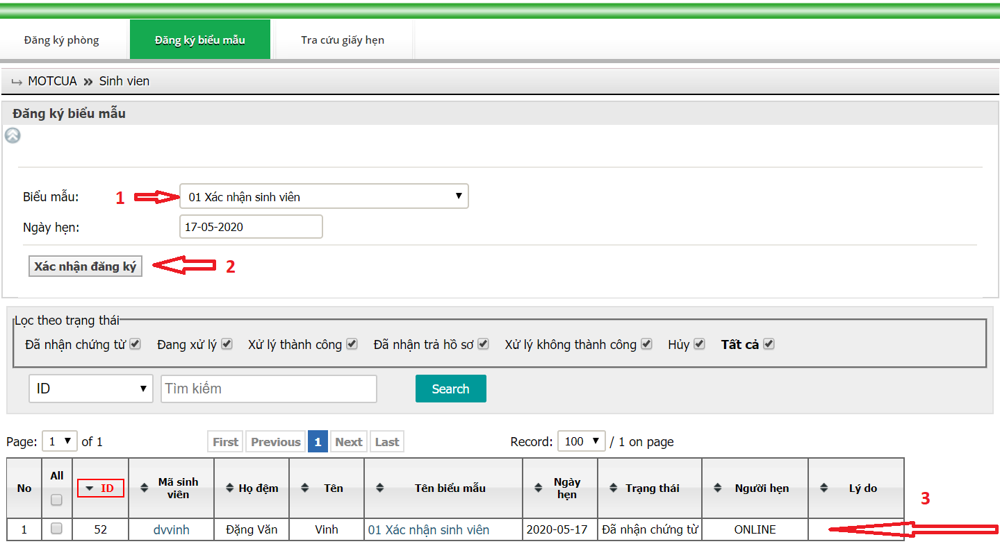 Đăng ký phòng Đăng ký biểu mẫu Tra cứu giấy hẹn
MOTCUA » Sinh vien
Đăng ký biểu mẫu
Biểu mẫu: 1 01 Xác nhận sinh viên
Ngày hẹn: 17-05-2020
Xác nhận đăng ký 2
Lọc theo trạng thái
Đã nhận chứng từ Đang xử lý Xử lý thành công Đã nhận trả hồ sơ Xử lý không thành công Hủy Tất cả
ID Tìm kiếm Search
Page: 1 of 1 First Previous 1 Next Last Record: 100 / 1 on page
No All ID Mã sinh viên Họ đệm Tên Tên biểu mẫu Ngày hẹn Trạng thái Người hẹn Lý do 3
1 52 dvvinh Đặng Văn Vinh 01 Xác nhận sinh viên 2020-05-17 Đã nhận chứng từ ONLINE